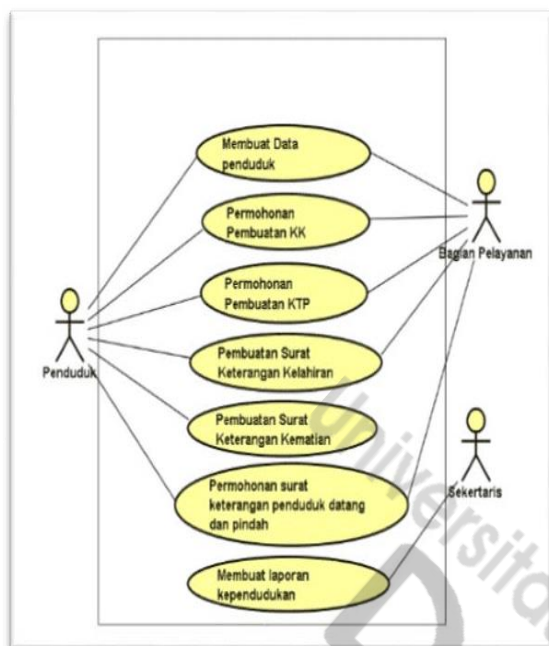 Membuat Data
penduduk
Permohonan
Pembuatan KK
Bagian Pelayanan
Permohonan
Pembuatan KTP
Penduduk
Pembuatan Surat
Keterangan Kelahiran
Pembuatan Surat
Keterangan Kematian
Sekertaris
Permohonan surat
keterangan penduduk datang
dan pindah
Membuat laporan
kependudukan
Universitas